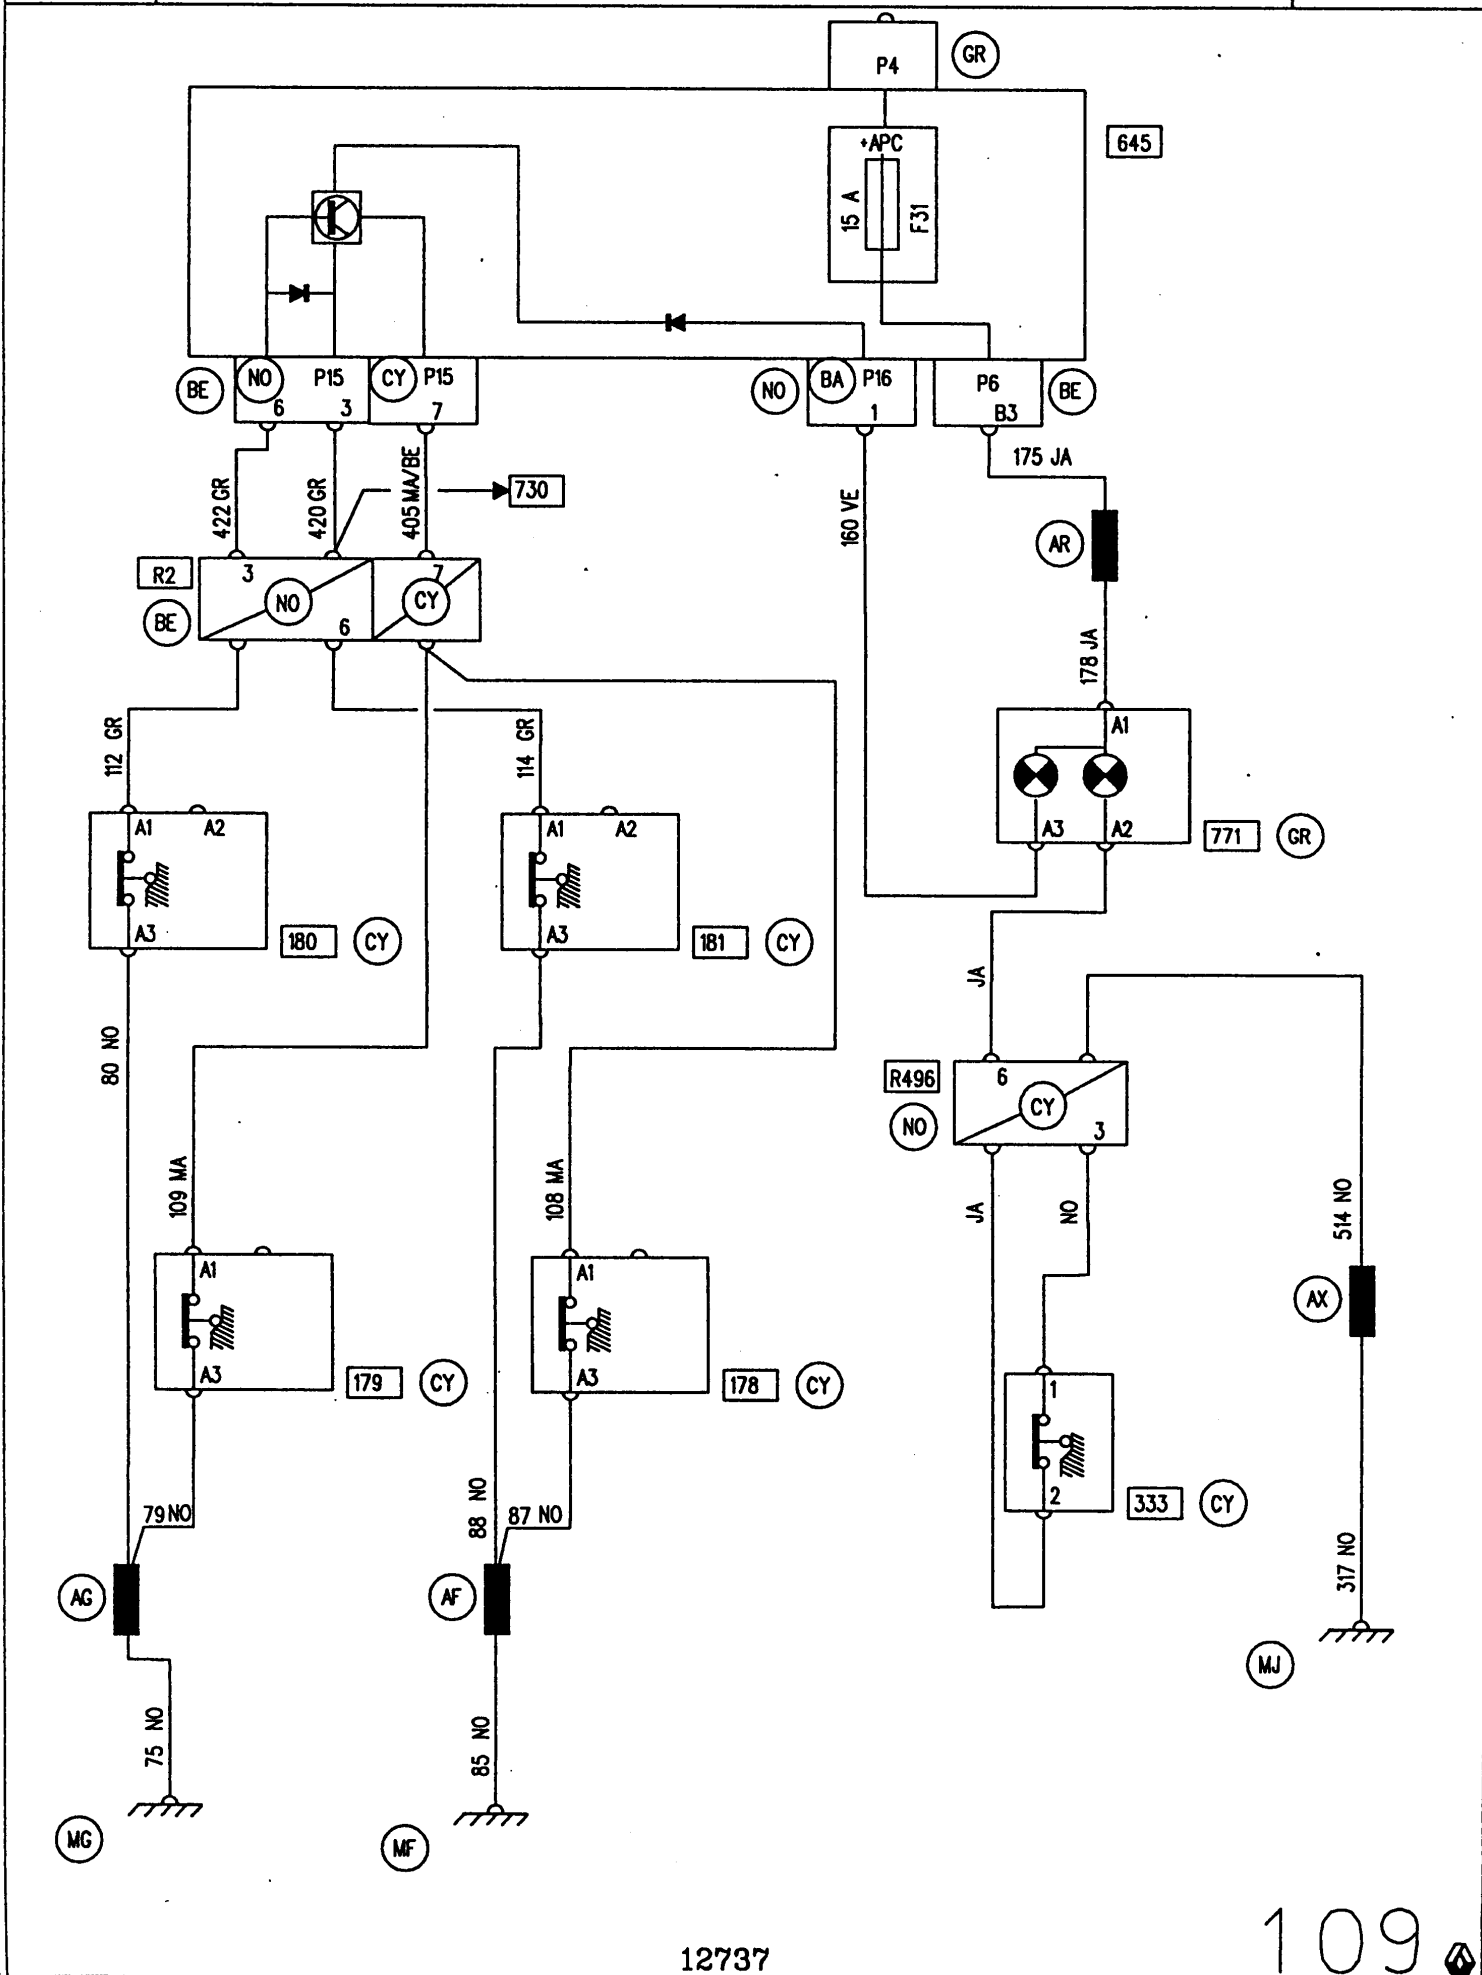 P4 GR
645
+APC
15 A
F31
BE NO P15 CY P15
6 3 7
NO BA P16 P6 BE
1 B3
175 JA
422 GR
420 GR
405 MA/BE
730
160 VE
AR
R2 3 7
NO CY
BE 6
178 JA
112 GR
114 GR
A1
A1 A2
A1 A2
A3 A2
771 GR
A3
180 CY
A3
181 CY
JA
80 NO
R496 6
CY
NO 3
109 MA
108 MA
JA
NO
514 NO
A1
A1
AX
A3
179 CY
A3
178 CY
1
2
333 CY
79 NO
88 NO
87 NO
317 NO
AG
AF
MJ
75 NO
85 NO
MG
MF
109
12737